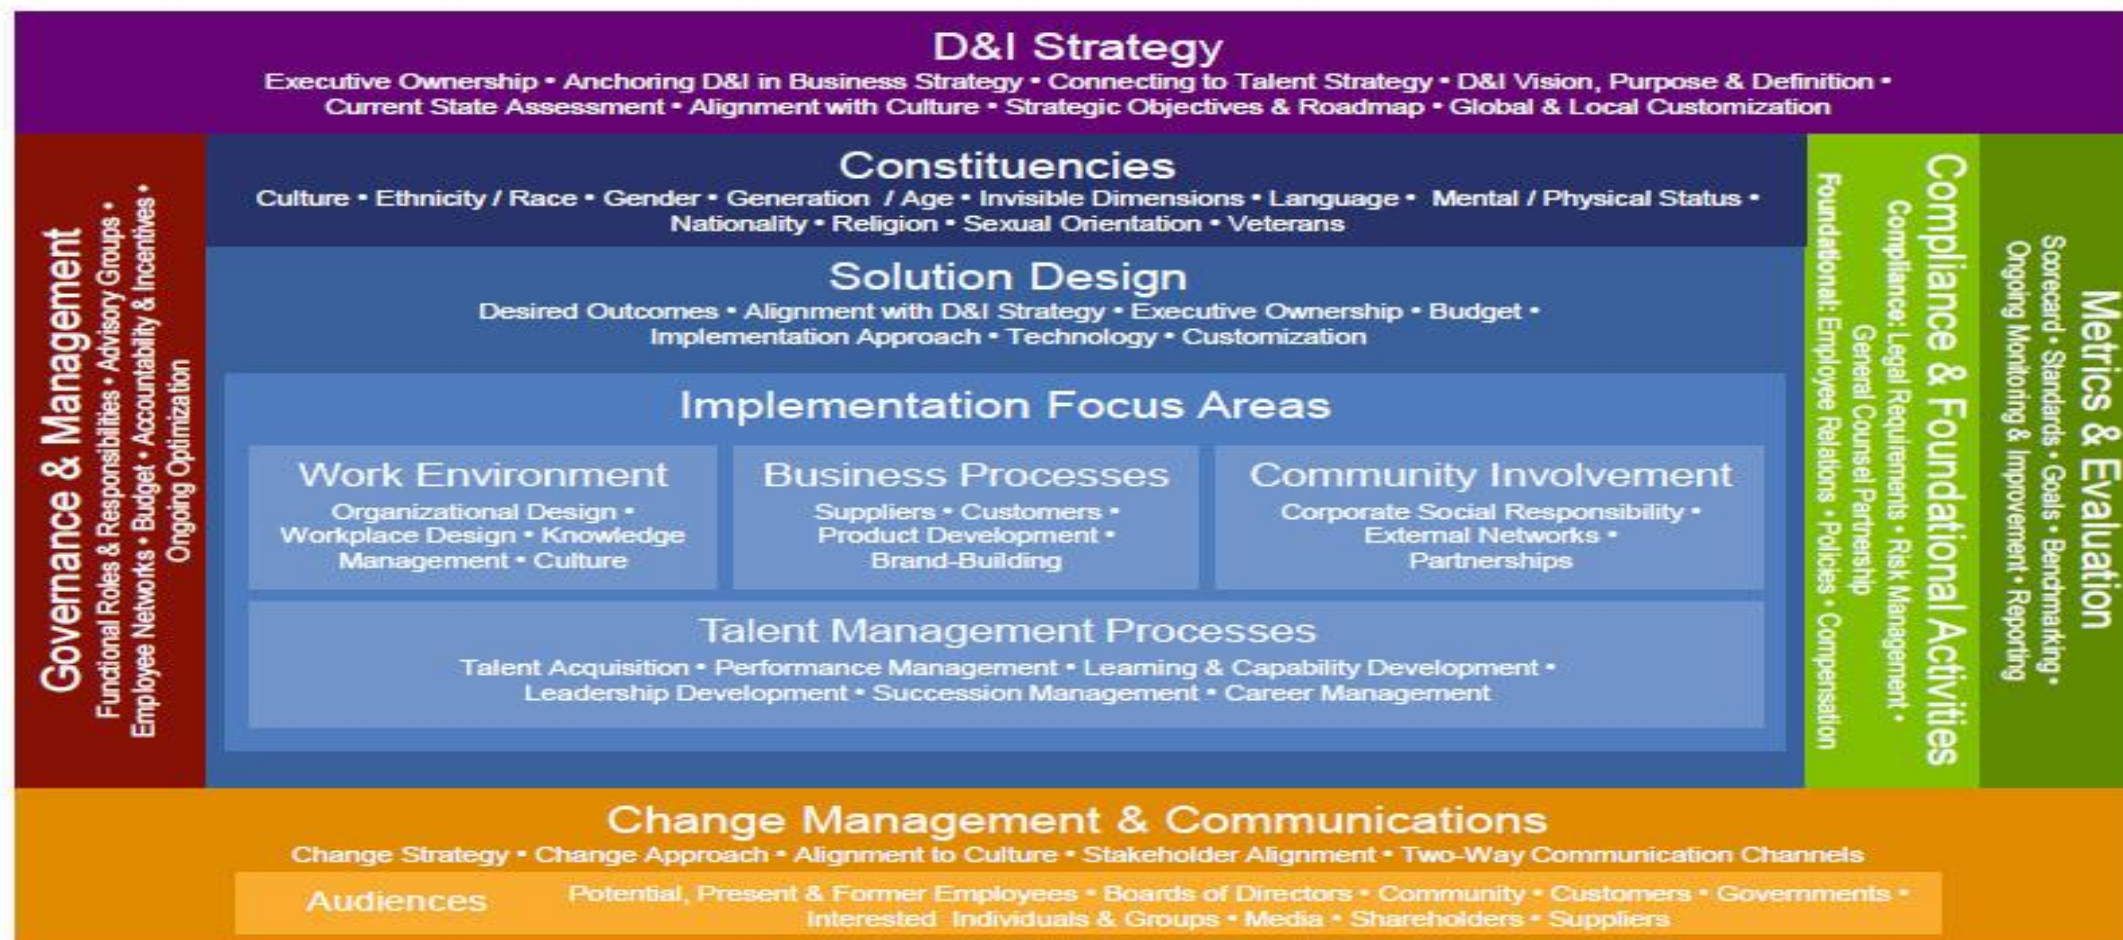 D&I Strategy
Executive Ownership • Anchoring D&I in Business Strategy • Connecting to Talent Strategy • D&I Vision, Purpose & Definition •
Current State Assessment • Alignment with Culture • Strategic Objectives & Roadmap • Global & Local Customization
Governance & Management
Functional Roles & Responsibilities • Advisory Groups •
Employee Networks • Budget • Accountability & Incentives •
Ongoing Optimization
Constituencies
Culture • Ethnicity / Race • Gender • Generation / Age • Invisible Dimensions • Language • Mental / Physical Status •
Nationality • Religion • Sexual Orientation • Veterans
Solution Design
Desired Outcomes • Alignment with D&I Strategy • Executive Ownership • Budget •
Implementation Approach • Technology • Customization
Implementation Focus Areas
Work Environment
Organizational Design •
Workplace Design • Knowledge
Management • Culture
Business Processes
Suppliers • Customers •
Product Development •
Brand-Building
Community Involvement
Corporate Social Responsibility •
External Networks •
Partnerships
Talent Management Processes
Talent Acquisition • Performance Management • Learning & Capability Development •
Leadership Development • Succession Management • Career Management
Compliance & Foundational Activities
Compliance: Legal Requirements • Risk Management •
General Counsel Partnership
Foundational: Employee Relations • Policies • Compensation
Metrics & Evaluation
Scorecard • Standards • Goals • Benchmarking •
Ongoing Monitoring & Improvement • Reporting
Change Management & Communications
Change Strategy • Change Approach • Alignment to Culture • Stakeholder Alignment • Two-Way Communication Channels
Audiences
Potential, Present & Former Employees • Boards of Directors • Community • Customers • Governments •
Interested Individuals & Groups • Media • Shareholders • Suppliers